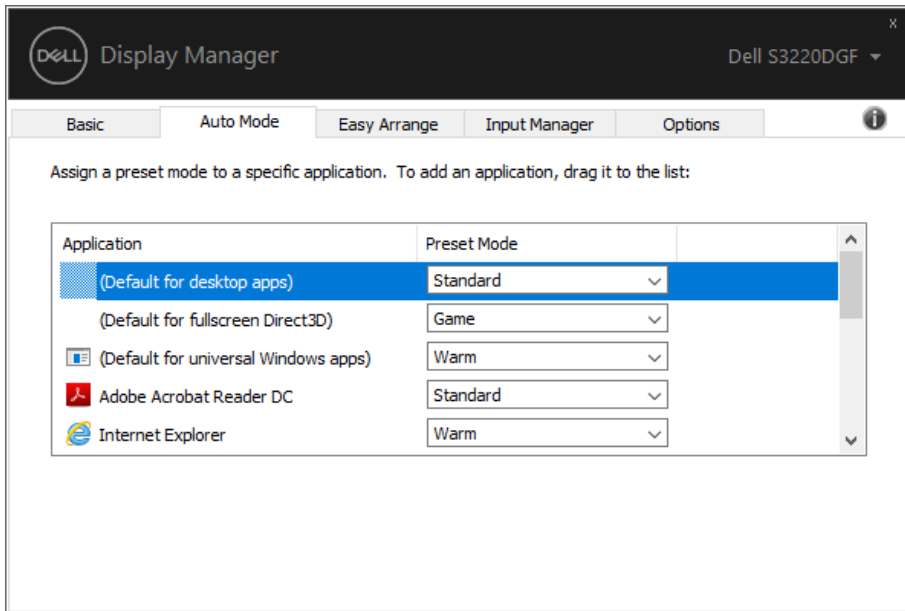 x
DELL Display Manager Dell S3220DGF
Basic Auto Mode Easy Arrange Input Manager Options i
Assign a preset mode to a specific application. To add an application, drag it to the list:
Application Preset Mode
(Default for desktop apps) Standard
(Default for fullscreen Direct3D) Game
(Default for universal Windows apps) Warm
Adobe Acrobat Reader DC Standard
Internet Explorer Warm